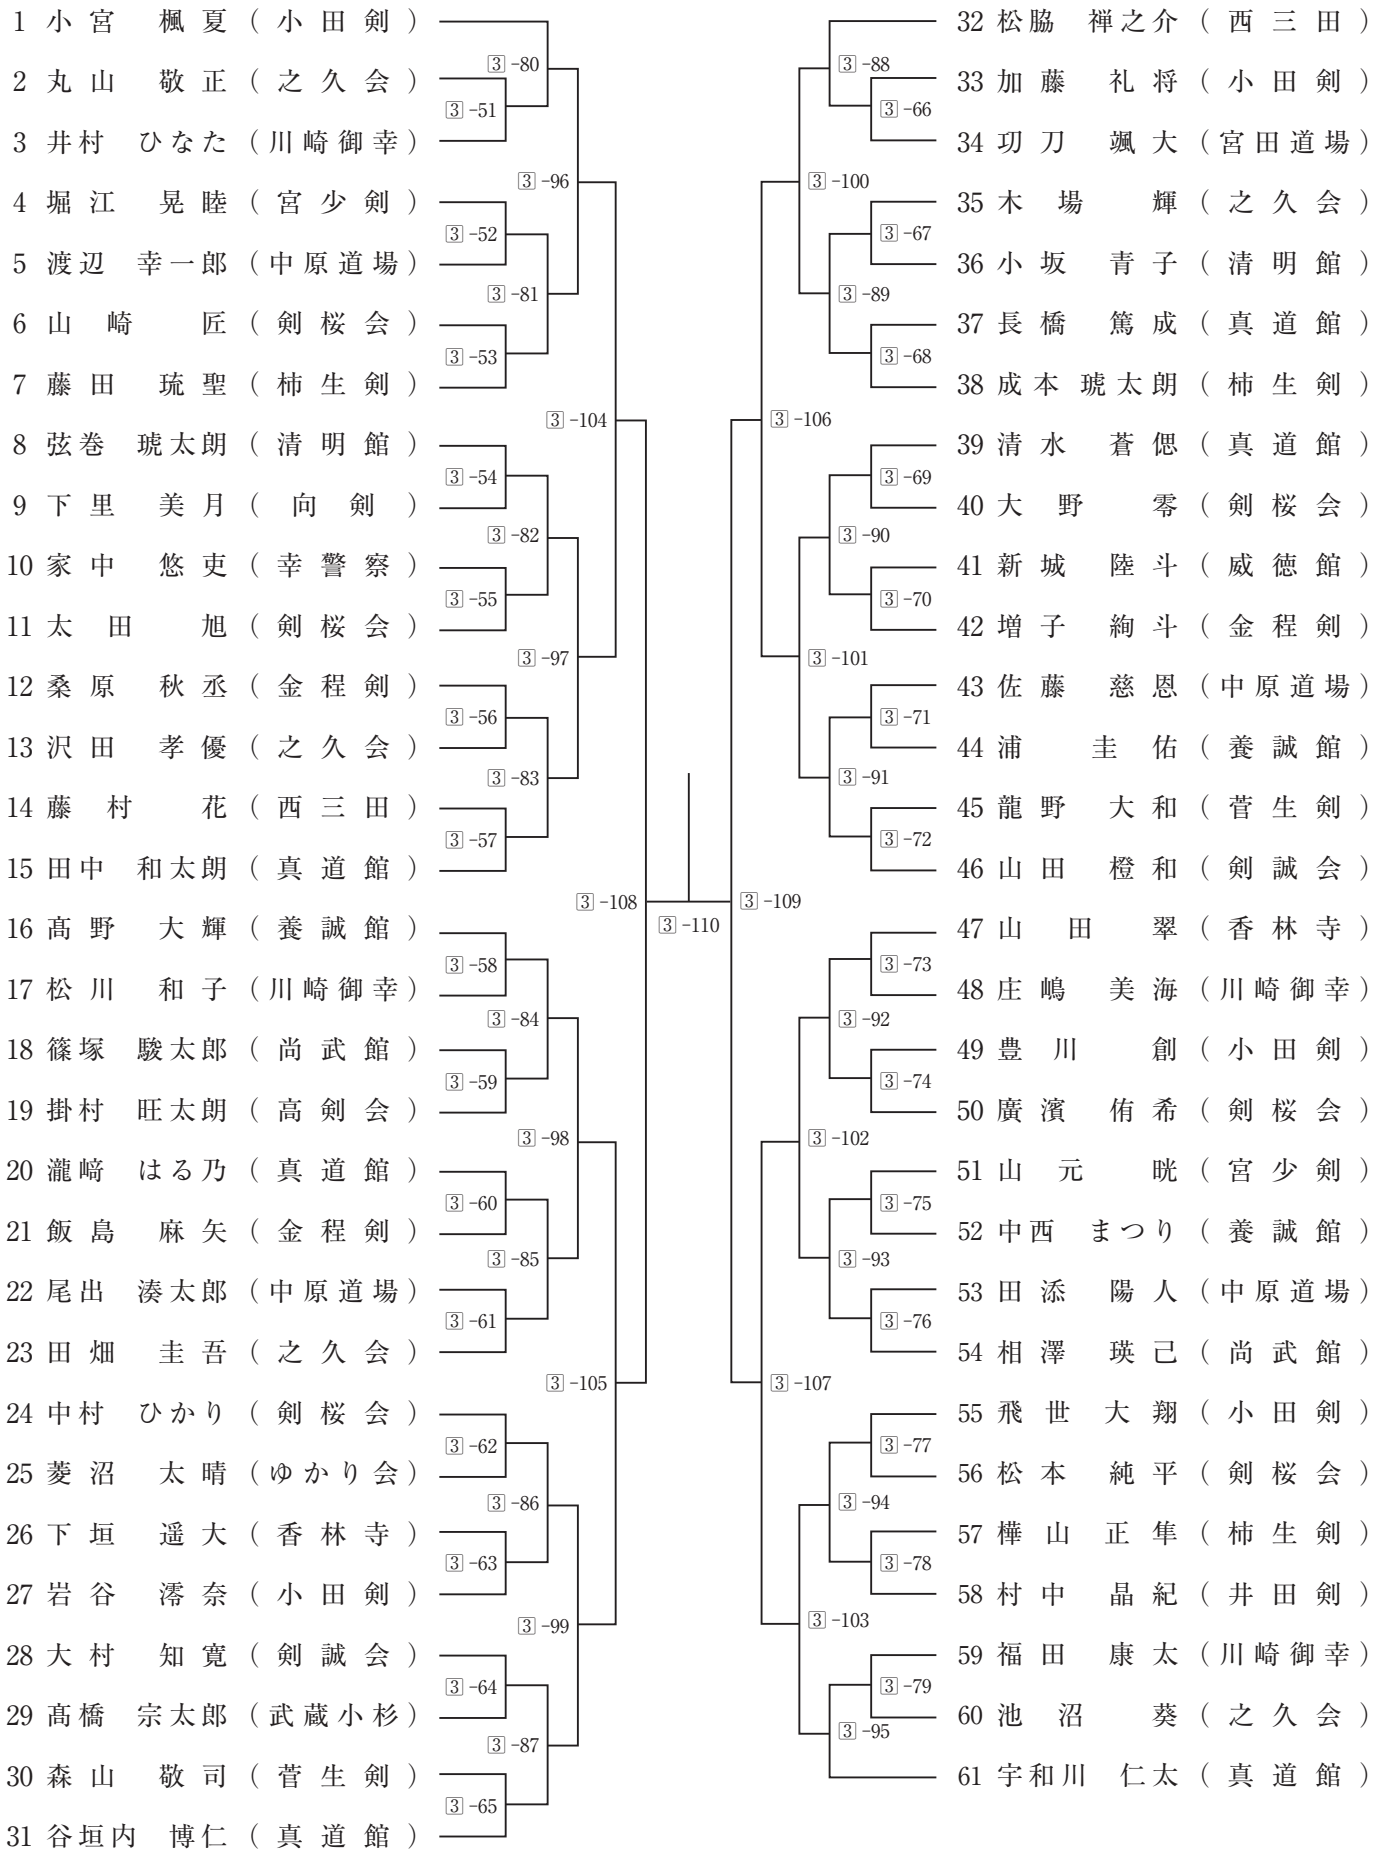 1 小宮 楓夏（小田剣）
2 丸山 敬正（之久会）
3 井村 ひなた（川崎御幸）
4 堀江 晃睦（宮少剣）
5 渡辺 幸一郎（中原道場）
6 山崎 匠（剣桜会）
7 藤田 琉聖（柿生剣）
8 弦巻 琥太朗（清明館）
9 下里 美月（向剣）
10 家中 悠吏（幸警察）
11 太田 旭（剣桜会）
12 桑原 秋丞（金程剣）
13 沢田 孝優（之久会）
14 藤村 花（西三田）
15 田中 和太朗（真道館）
16 髙野 大輝（養誠館）
17 松川 和子（川崎御幸）
18 篠塚 駿太郎（尚武館）
19 掛村 旺太朗（高剣会）
20 瀧﨑 はる乃（真道館）
21 飯島 麻矢（金程剣）
22 尾出 湊太郎（中原道場）
23 田畑 圭吾（之久会）
24 中村 ひかり（剣桜会）
25 菱沼 太晴（ゆかり会）
26 下垣 遥大（香林寺）
27 岩谷 澪奈（小田剣）
28 大村 知寛（剣誠会）
29 髙橋 宗太郎（武蔵小杉）
30 森山 敬司（菅生剣）
31 谷垣内 博仁（真道館）
3-51
3-52
3-53
3-54
3-55
3-56
3-57
3-58
3-59
3-60
3-61
3-62
3-63
3-64
3-65
3-80
3-81
3-82
3-83
3-84
3-85
3-86
3-87
3-96
3-97
3-98
3-99
3-104
3-105
3-108
3-110
3-109
3-106
3-107
3-100
3-101
3-102
3-103
3-88
3-89
3-90
3-91
3-92
3-93
3-94
3-95
3-66
3-67
3-68
3-69
3-70
3-71
3-72
3-73
3-74
3-75
3-76
3-77
3-78
3-79
32 松脇 禅之介（西三田）
33 加藤 礼将（小田剣）
34 功刀 颯大（宮田道場）
35 木場 輝（之久会）
36 小坂 青子（清明館）
37 長橋 篤成（真道館）
38 成本 琥太朗（柿生剣）
39 清水 蒼偲（真道館）
40 大野 零（剣桜会）
41 新城 陸斗（威徳館）
42 増子 絢斗（金程剣）
43 佐藤 慈恩（中原道場）
44 浦 圭佑（養誠館）
45 龍野 大和（菅生剣）
46 山田 橙和（剣誠会）
47 山田 翠（香林寺）
48 庄嶋 美海（川崎御幸）
49 豊川 創（小田剣）
50 廣濱 侑希（剣桜会）
51 山元 晄（宮少剣）
52 中西 まつり（養誠館）
53 田添 陽人（中原道場）
54 相澤 瑛己（尚武館）
55 飛世 大翔（小田剣）
56 松本 純平（剣桜会）
57 樺山 正隼（柿生剣）
58 村中 晶紀（井田剣）
59 福田 康太（川崎御幸）
60 池沼 葵（之久会）
61 宇和川 仁太（真道館）